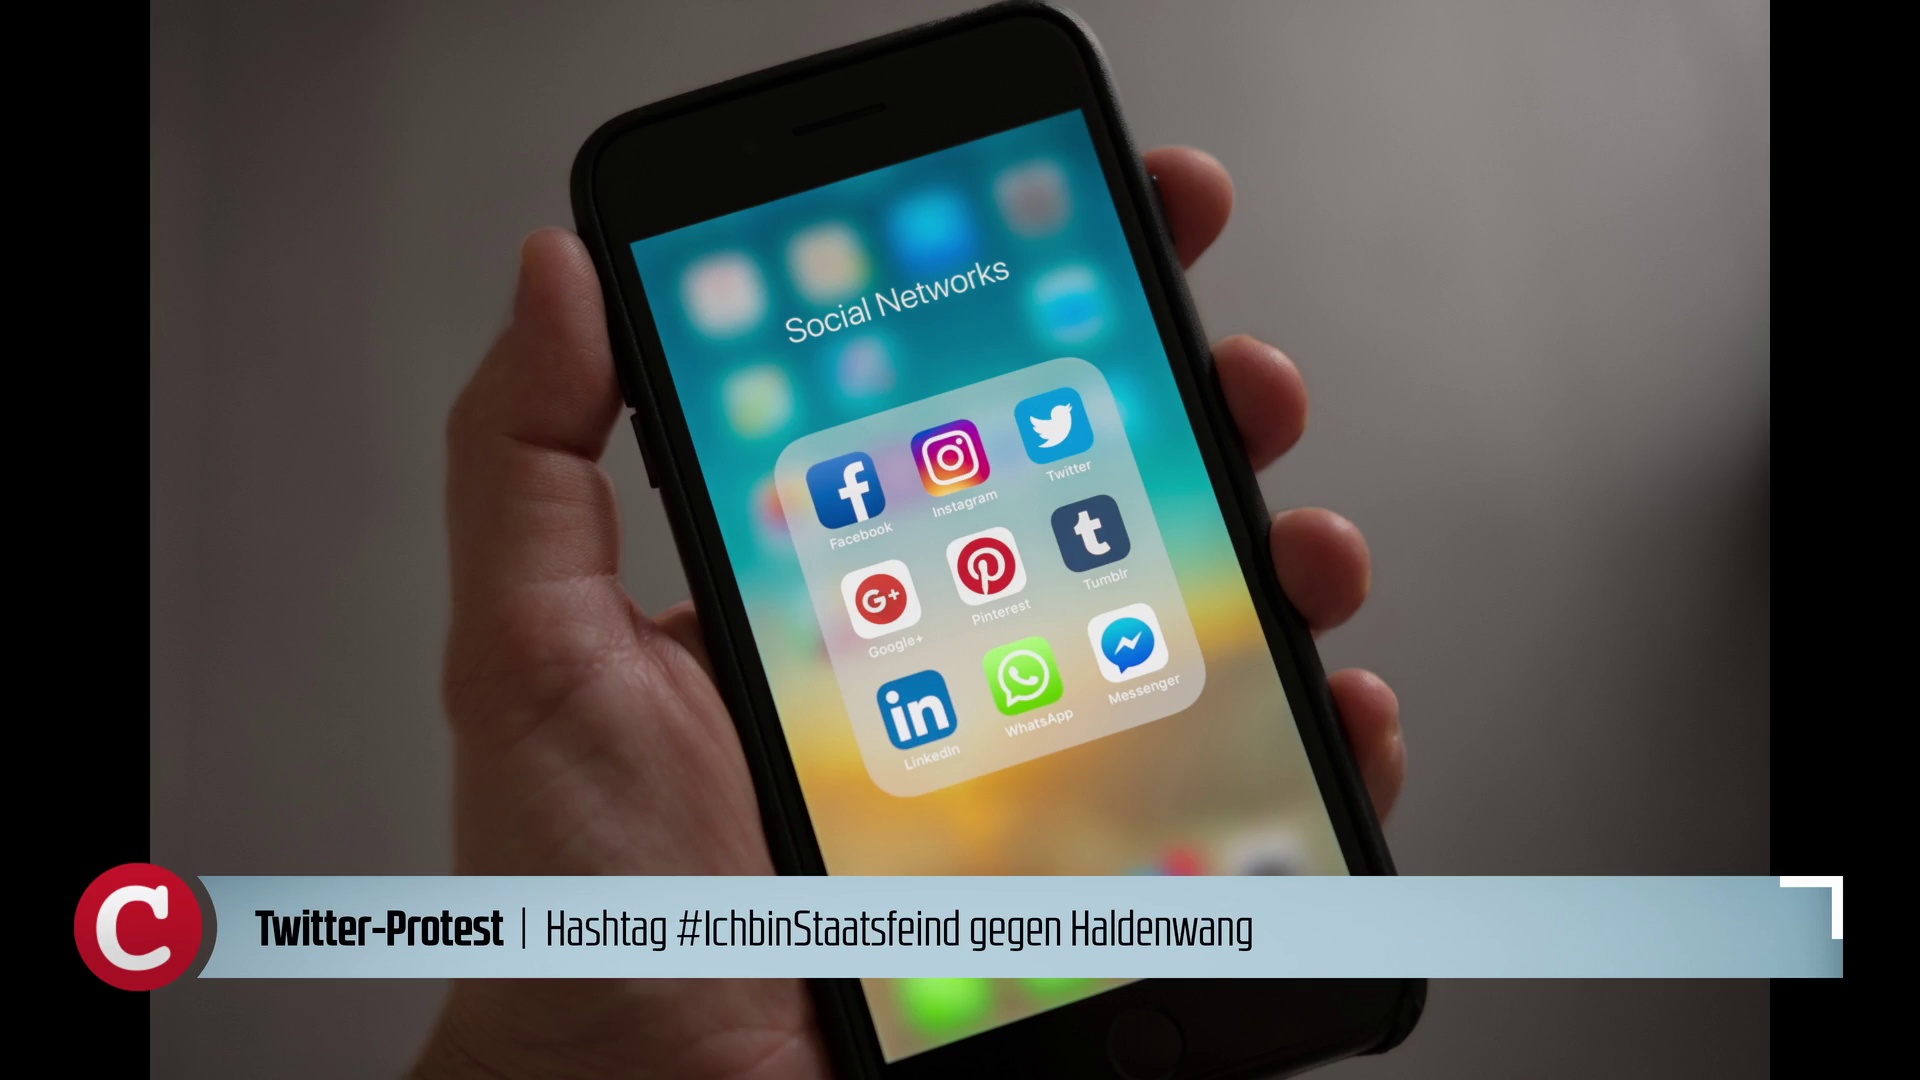 Social Networks
Facebook
Instagram
Twitter
Google+
Pinterest
Tumblr
LinkedIn
WhatsApp
Messenger
C
Twitter-Protest | Hashtag #IchbinStaatsfeind gegen Haldenwang